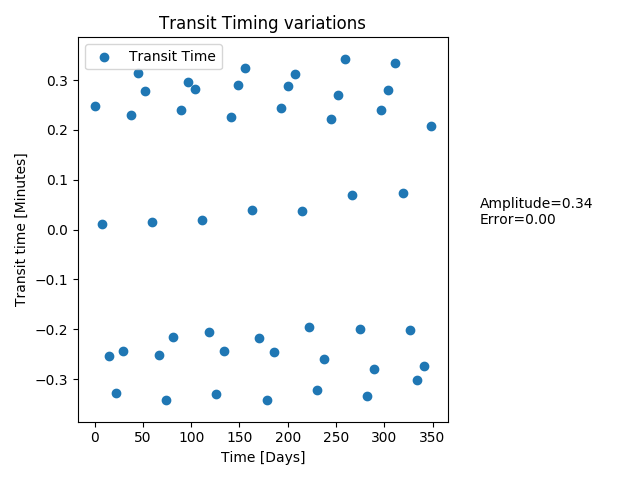 Transit Timing variations
Transit Time
Transit time [Minutes]
0.3
0.2
0.1
0.0
−0.1
−0.2
−0.3
0
50
100
150
200
250
300
350
Time [Days]
Amplitude=0.34
Error=0.00